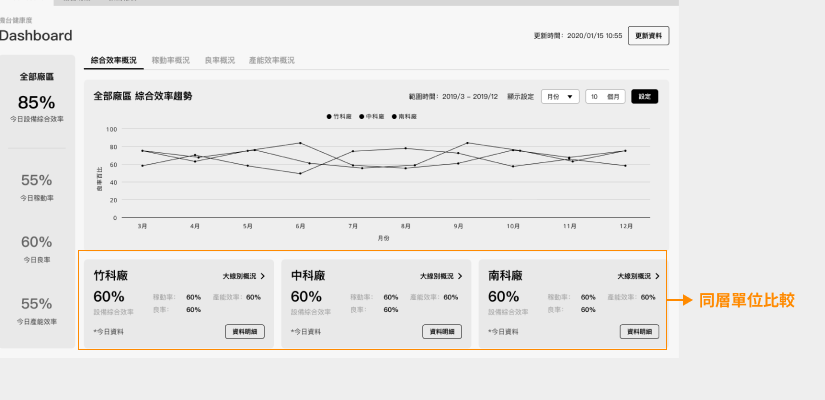 Dashboard
更新時間：2020/01/15 10:55 更新資料
綜合效率概況 稼動率概況 良率概況 產能效率概況
全部廠區
85%
今日設備綜合效率
55%
今日稼動率
60%
今日良率
55%
今日產能效率
全部廠區 綜合效率趨勢 範圍時間：2019/3 – 2019/12 顯示設定 月份 ▼ 10 個月 設定
竹科廠 中科廠 南科廠
100
80
60
40
20
0
3月 4月 5月 6月 7月 8月 9月 10月 11月 12月
月份
竹科廠 大線別概況 >
60% 稼動率： 60% 產能效率： 60%
設備綜合效率 良率： 60%
*今日資料 資料明細
中科廠 大線別概況 >
60% 稼動率： 60% 產能效率： 60%
設備綜合效率 良率： 60%
*今日資料 資料明細
南科廠 大線別概況 >
60% 稼動率： 60% 產能效率： 60%
設備綜合效率 良率： 60%
*今日資料 資料明細
同層單位比較